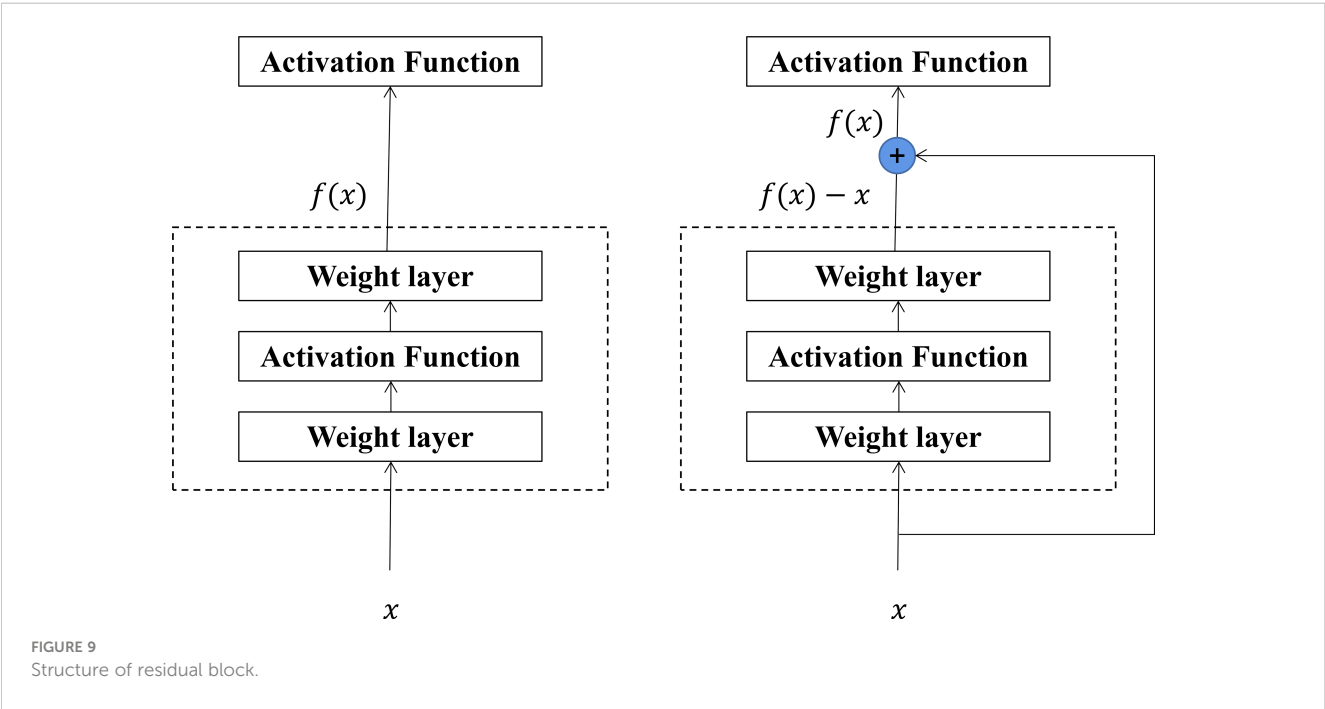 Activation Function
f(x)
Weight layer
Activation Function
Weight layer
x
Activation Function
f(x)
+
f(x) − x
Weight layer
Activation Function
Weight layer
x
FIGURE 9
Structure of residual block.